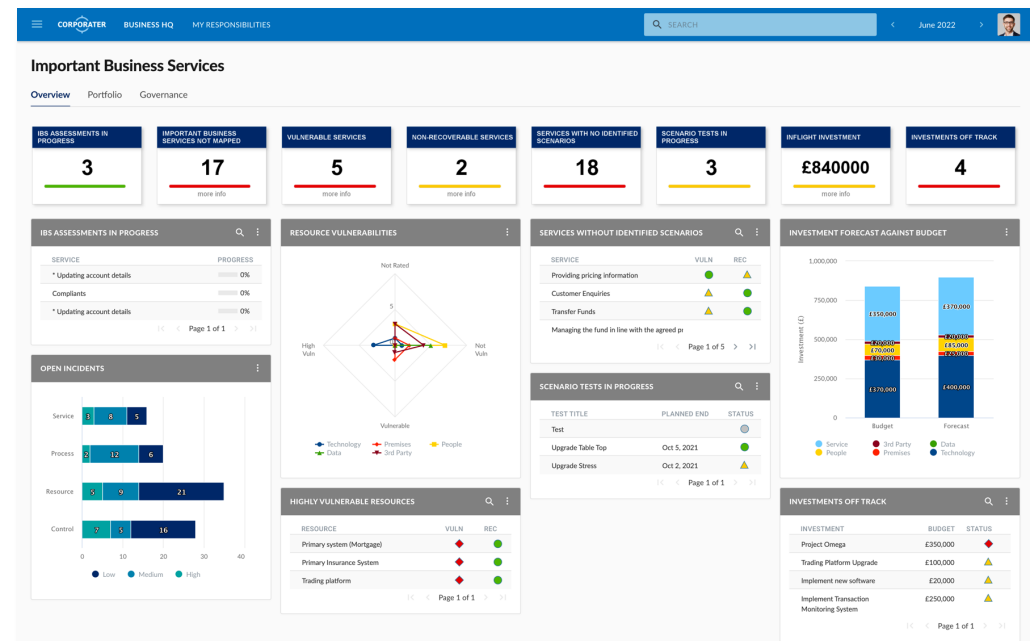 CORPORATER BUSINESS HQ MY RESPONSIBILITIES SEARCH June 2022
Important Business Services
Overview Portfolio Governance
IBS ASSESSMENTS IN PROGRESS
3
IMPORTANT BUSINESS SERVICES NOT MAPPED
17
more info
VULNERABLE SERVICES
5
more info
NON-RECOVERABLE SERVICES
2
more info
SERVICES WITH NO IDENTIFIED SCENARIOS
18
SCENARIO TESTS IN PROGRESS
3
INFLIGHT INVESTMENT
£840000
more info
INVESTMENTS OFF TRACK
4
IBS ASSESSMENTS IN PROGRESS
SERVICE PROGRESS
* Updating account details 0%
Compliants 0%
* Updating account details 0%
Page 1 of 1
OPEN INCIDENTS
Service 3 8 5
Process 2 12 6
Resource 5 9 21
Control 7 5 16
0 10 20 30 40
Low Medium High
RESOURCE VULNERABILITIES
Not Rated
5
0
High Vuln
Not Vuln
Vulnerable
Technology Premises People
Data 3rd Party
HIGHLY VULNERABLE RESOURCES
RESOURCE VULN REC
Primary system (Mortgage)
Primary Insurance System
Trading platform
Page 1 of 1
SERVICES WITHOUT IDENTIFIED SCENARIOS
SERVICE VULN REC
Providing pricing information
Customer Enquiries
Transfer Funds
Managing the fund in line with the agreed pr
Page 1 of 5
SCENARIO TESTS IN PROGRESS
TEST TITLE PLANNED END STATUS
Test
Upgrade Table Top Oct 5, 2021
Upgrade Stress Oct 2, 2021
Page 1 of 1
INVESTMENT FORECAST AGAINST BUDGET
Investment (£)
1,000,000
750,000
500,000
250,000
0
£350,000
£20,000
£70,000
£30,000
£370,000
£370,000
£20,000
£85,000
£25,000
£400,000
Budget Forecast
Service 3rd Party Data
People Premises Technology
INVESTMENTS OFF TRACK
INVESTMENT BUDGET STATUS
Project Omega £350,000
Trading Platform Upgrade £100,000
Implement new software £20,000
Implement Transaction £250,000
Monitoring System
Page 1 of 1